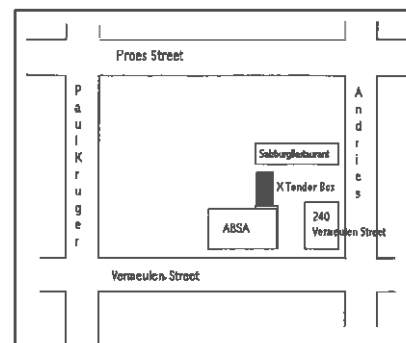 Proes Street
Paul Kruger
Andries
Salzburg Restaurant
X Tender Box
ABSA
240
Vermeulen Street
Vermeulen Street